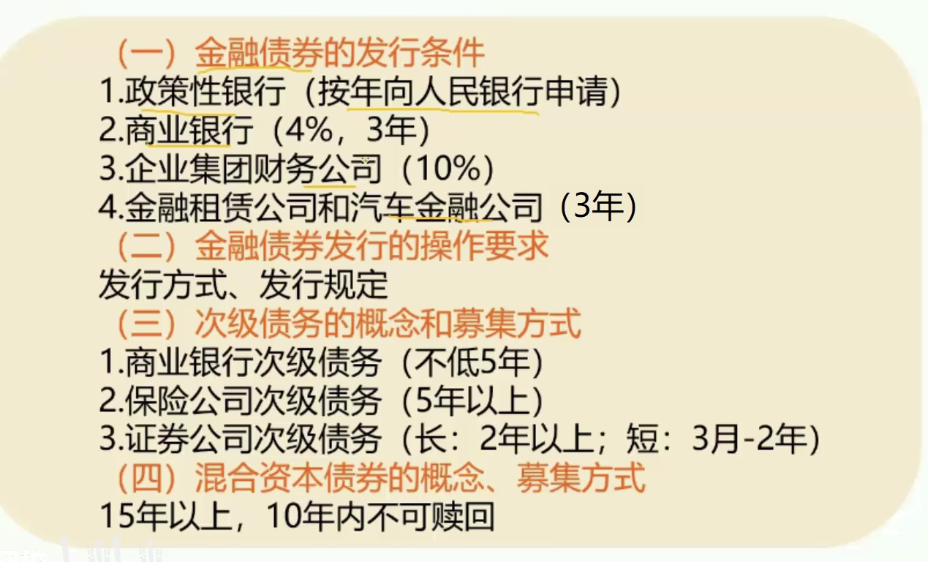 （一）金融债券的发行条件
1.政策性银行（按年向人民银行申请）
2.商业银行（4%，3年）
3.企业集团财务公司（10%）
4.金融租赁公司和汽车金融公司（3年）
（二）金融债券发行的操作要求
发行方式、发行规定
（三）次级债务的概念和募集方式
1.商业银行次级债务（不低5年）
2.保险公司次级债务（5年以上）
3.证券公司次级债务（长：2年以上；短：3月-2年）
（四）混合资本债券的概念、募集方式
15年以上，10年内不可赎回